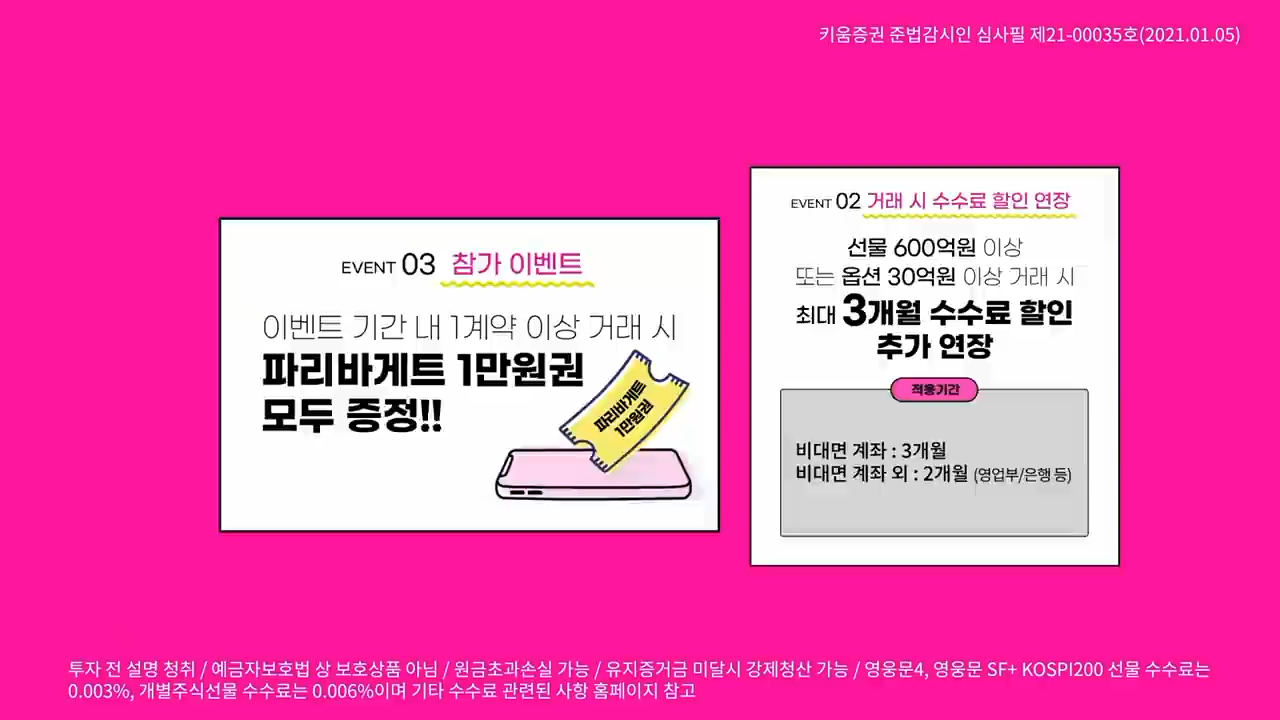 키움증권 준법감시인 심사필 제21-00035호(2021.01.05)
EVENT 03 참가 이벤트
이벤트 기간 내 1계약 이상 거래 시
파리바게트 1만원권
모두 증정!!
파리바게트
1만원권
EVENT 02 거래 시 수수료 할인 연장
선물 600억원 이상
또는 옵션 30억원 이상 거래 시
최대 3개월 수수료 할인
추가 연장
적용기간
비대면 계좌 : 3개월
비대면 계좌 외 : 2개월 (영업부/은행 등)
투자 전 설명 청취 / 예금자보호법 상 보호상품 아님 / 원금초과손실 가능 / 유지증거금 미달시 강제청산 가능 / 영웅문4, 영웅문 SF+ KOSPI200 선물 수수료는
0.003%, 개별주식선물 수수료는 0.006%이며 기타 수수료 관련된 사항 홈페이지 참고